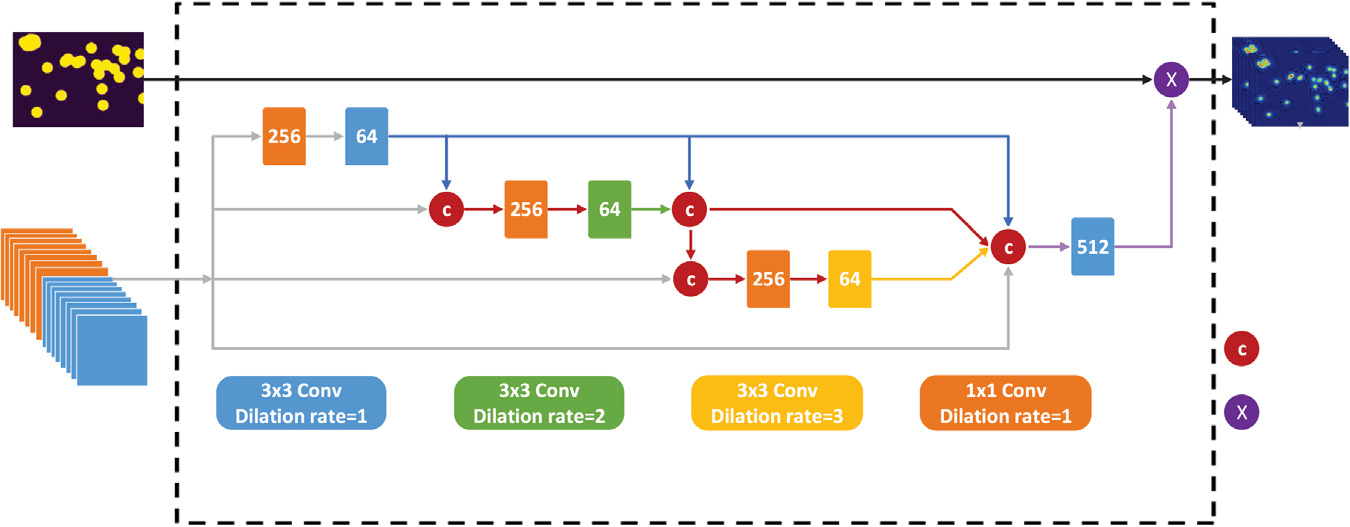 X
256
64
c
256
64
c
c
512
c
256
64
c
3x3 Conv
Dilation rate=1
3x3 Conv
Dilation rate=2
3x3 Conv
Dilation rate=3
1x1 Conv
Dilation rate=1
X